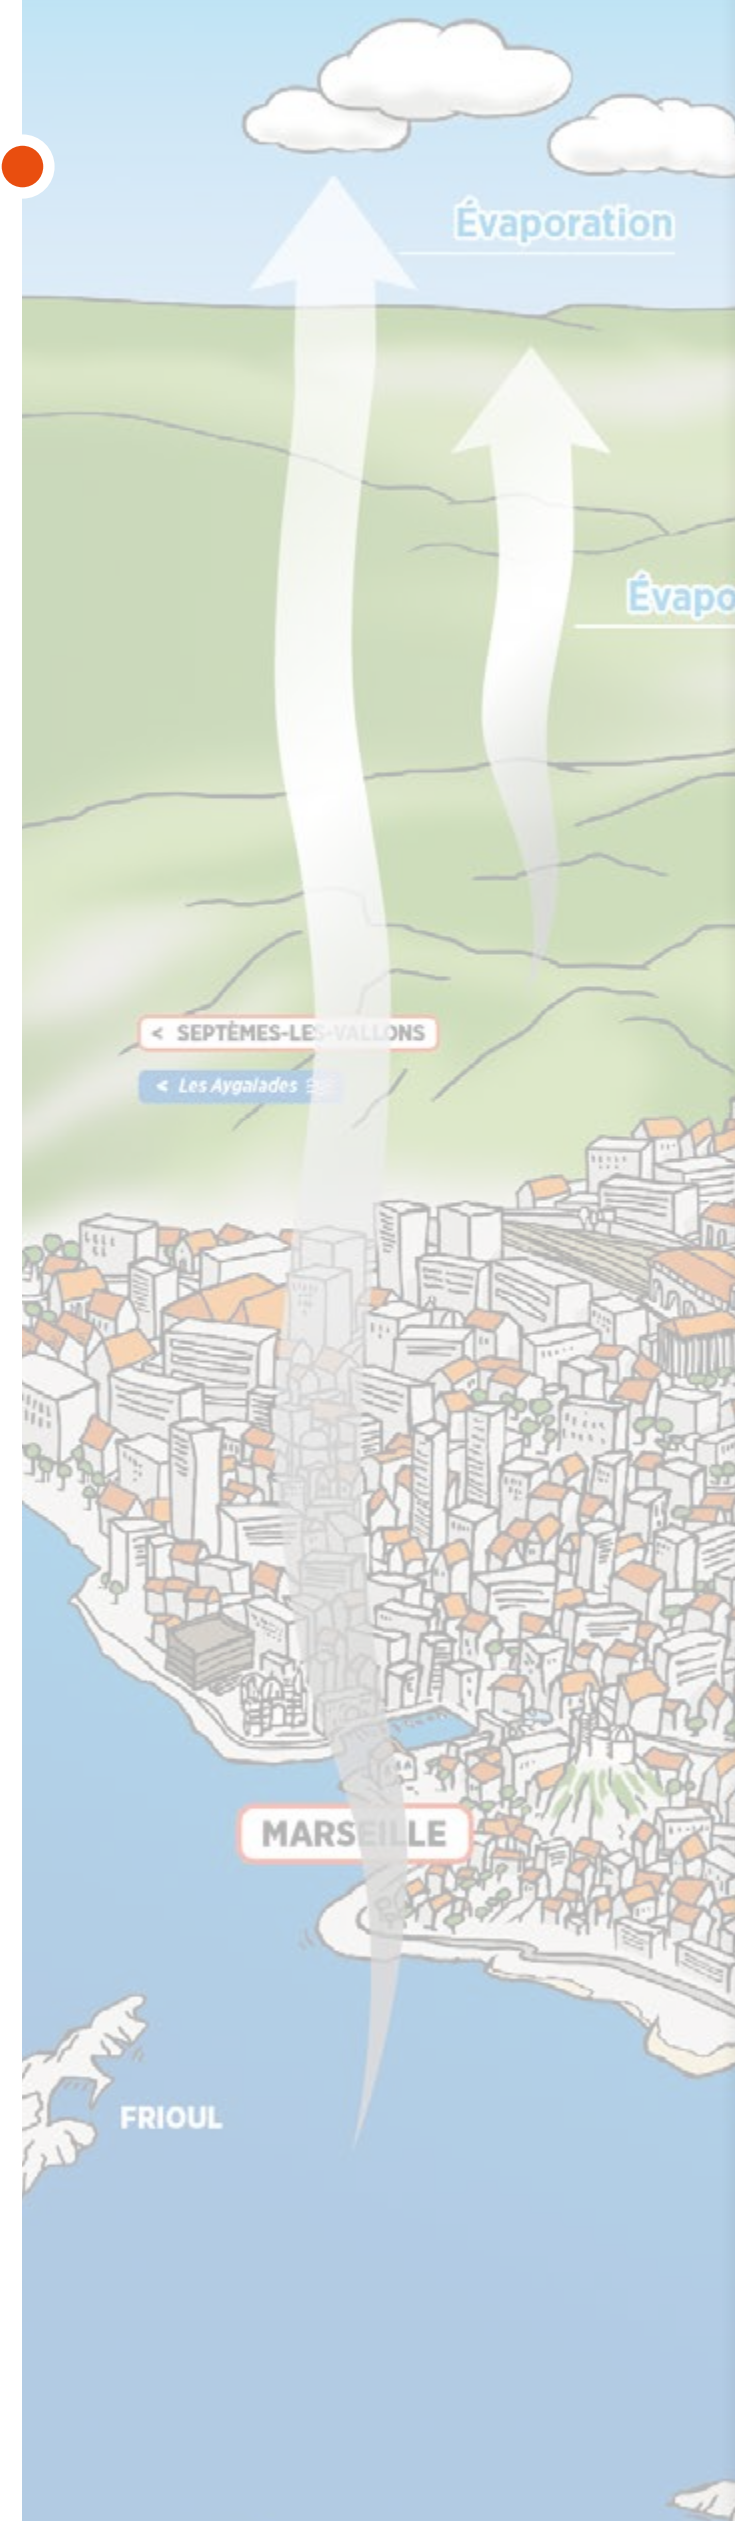 Évaporation
Évapo
< SEPTÈMES-LES-VALLONS
< Les Aygalades
MARSEILLE
FRIOUL